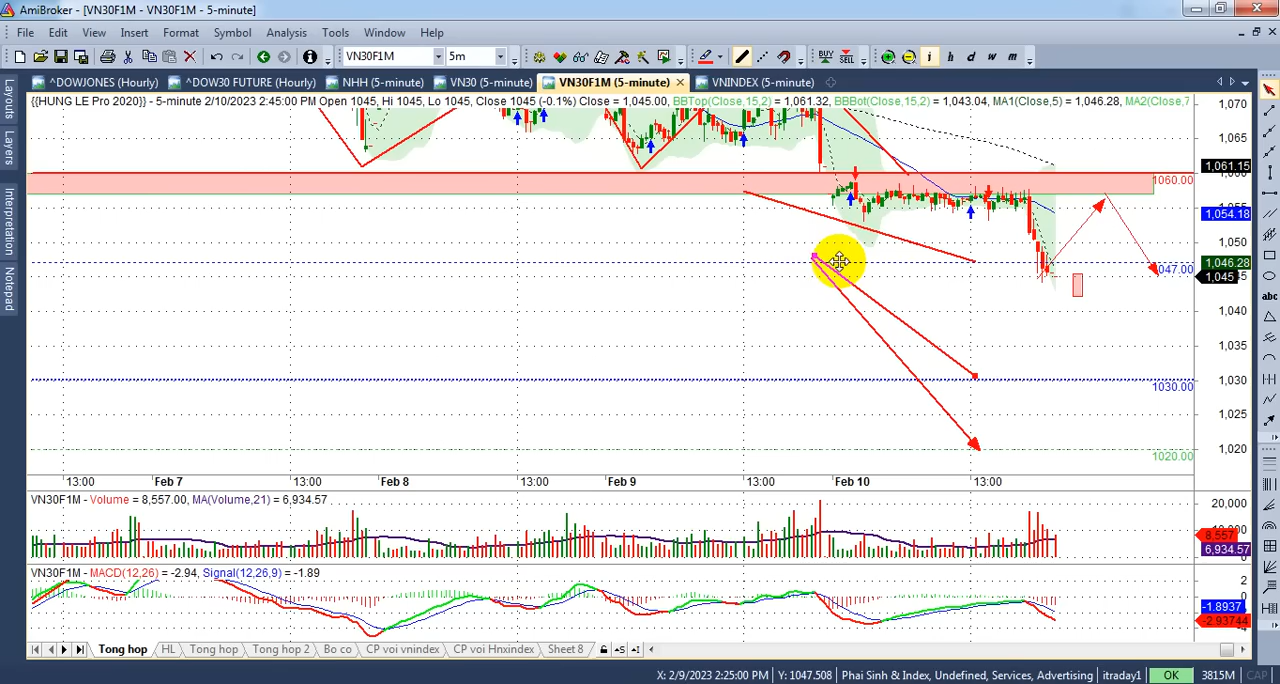 AmiBroker - [VN30F1M - VN30F1M - 5-minute]
File Edit View Insert Format Symbol Analysis Tools Window Help
VN30F1M 5m BUY SELL i h d w m
^DOWJONES (Hourly) ^DOW30 FUTURE (Hourly) NHH (5-minute) VN30 (5-minute) VN30F1M (5-minute) VNINDEX (5-minute)
Layouts
Layers
Interpretation
Notepad
{{HUNG LE Pro 2020}} - 5-minute 2/10/2023 2:45:00 PM Open 1045, Hi 1045, Lo 1045, Close 1045 (-0.1%) Close = 1,045.00, BBTop(Close,15,2) = 1,061.32, BBBot(Close,15,2) = 1,043.04, MA1(Close,5) = 1,046.28, MA2(Close,
1,070
1,065
1,061.15
1060.00
1,054.18
1,050
1,046.28
1,045
1,040
1,035
1,030
1030.00
1,025
1,020
1020.00
13:00 Feb 7 13:00 Feb 8 13:00 Feb 9 13:00 Feb 10 13:00
VN30F1M - Volume = 8,557.00, MA(Volume,21) = 6,934.57
20,000
8,557
6,934.57
VN30F1M - MACD(12,26) = -2.94, Signal(12,26,9) = -1.89
2
0
-1.8937
-2.93744
Tong hop HL Tong hop Tong hop 2 Bo co CP voi vnindex CP voi Hnxindex Sheet 8
X: 2/9/2023 2:25:00 PM Y: 1047.508 Phai Sinh & Index, Undefined, Services, Advertising itraday1 OK 3815M CAP
abc